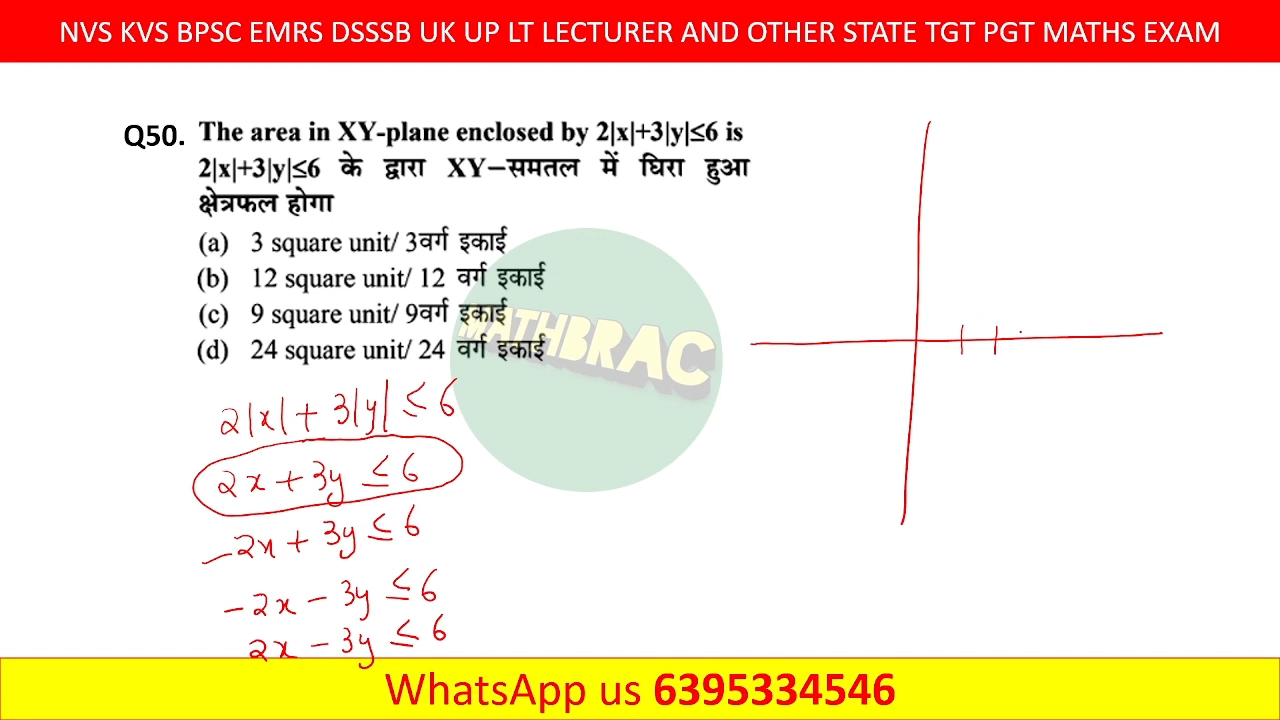 NVS KVS BPSC EMRS DSSSB UK UP LT LECTURER AND OTHER STATE TGT PGT MATHS EXAM
Q50. The area in XY-plane enclosed by 2|x|+3|y|≤6 is
2|x|+3|y|≤6 के द्वारा XY–समतल में घिरा हुआ
क्षेत्रफल होगा
(a) 3 square unit/ 3वर्ग इकाई
(b) 12 square unit/ 12 वर्ग इकाई
(c) 9 square unit/ 9वर्ग इकाई
(d) 24 square unit/ 24 वर्ग इकाई
MATHBRAC
2|x| + 3|y| ≤ 6
2x + 3y ≤ 6
-2x + 3y ≤ 6
-2x - 3y ≤ 6
2x - 3y ≤ 6
WhatsApp us 6395334546